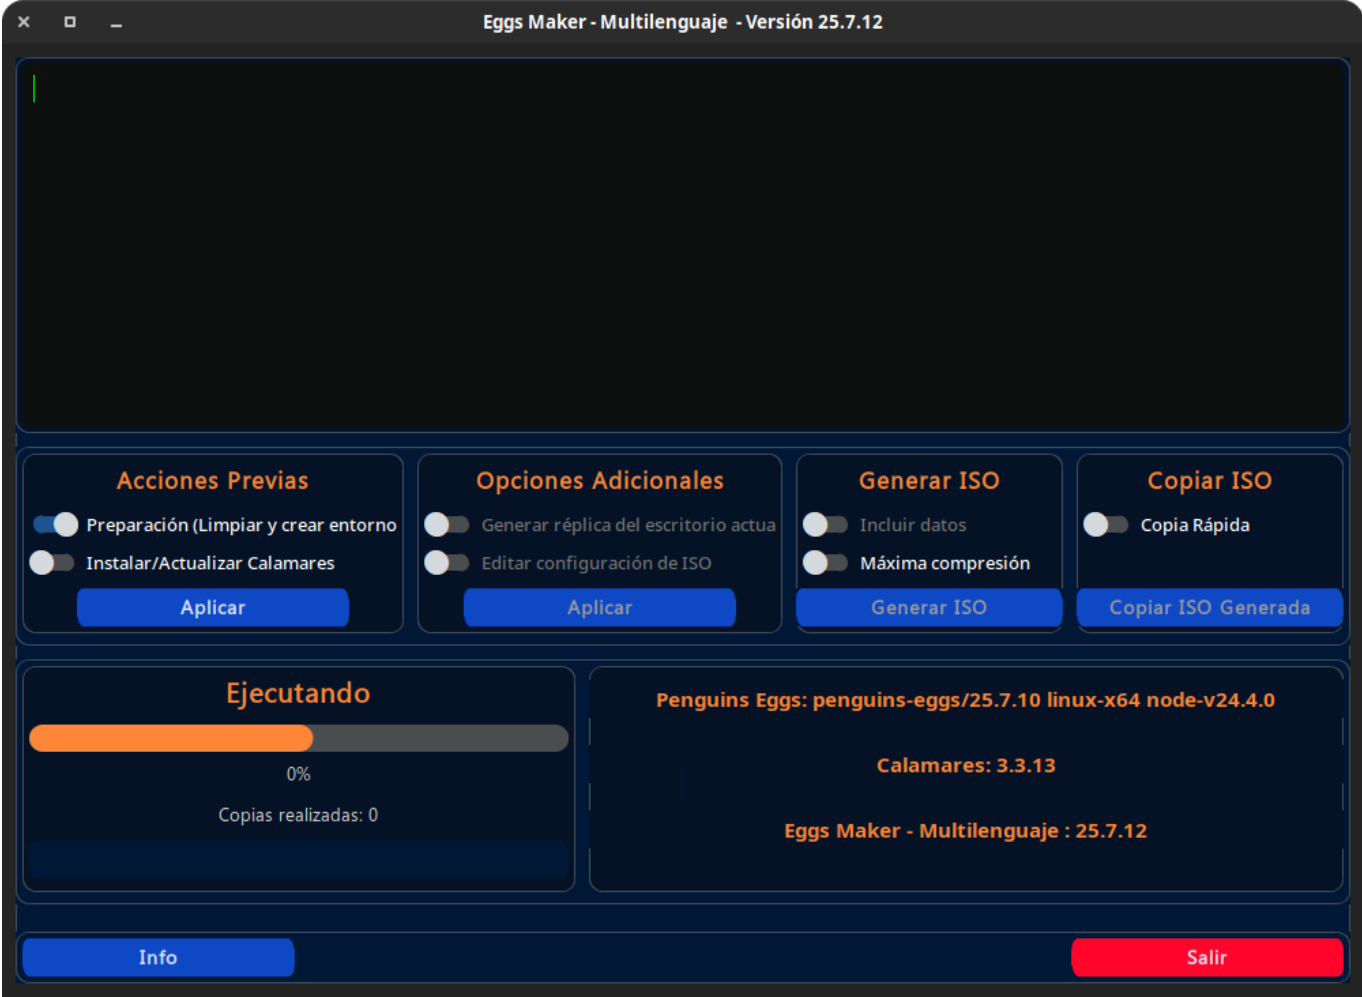 Eggs Maker - Multilenguaje - Versión 25.7.12
Acciones Previas
Preparación (Limpiar y crear entorno
Instalar/Actualizar Calamares
Aplicar
Opciones Adicionales
Generar réplica del escritorio actua
Editar configuración de ISO
Aplicar
Generar ISO
Incluir datos
Máxima compresión
Generar ISO
Copiar ISO
Copia Rápida
Copiar ISO Generada
Ejecutando
0%
Copias realizadas: 0
Penguins Eggs: penguins-eggs/25.7.10 linux-x64 node-v24.4.0
Calamares: 3.3.13
Eggs Maker - Multilenguaje : 25.7.12
Info
Salir